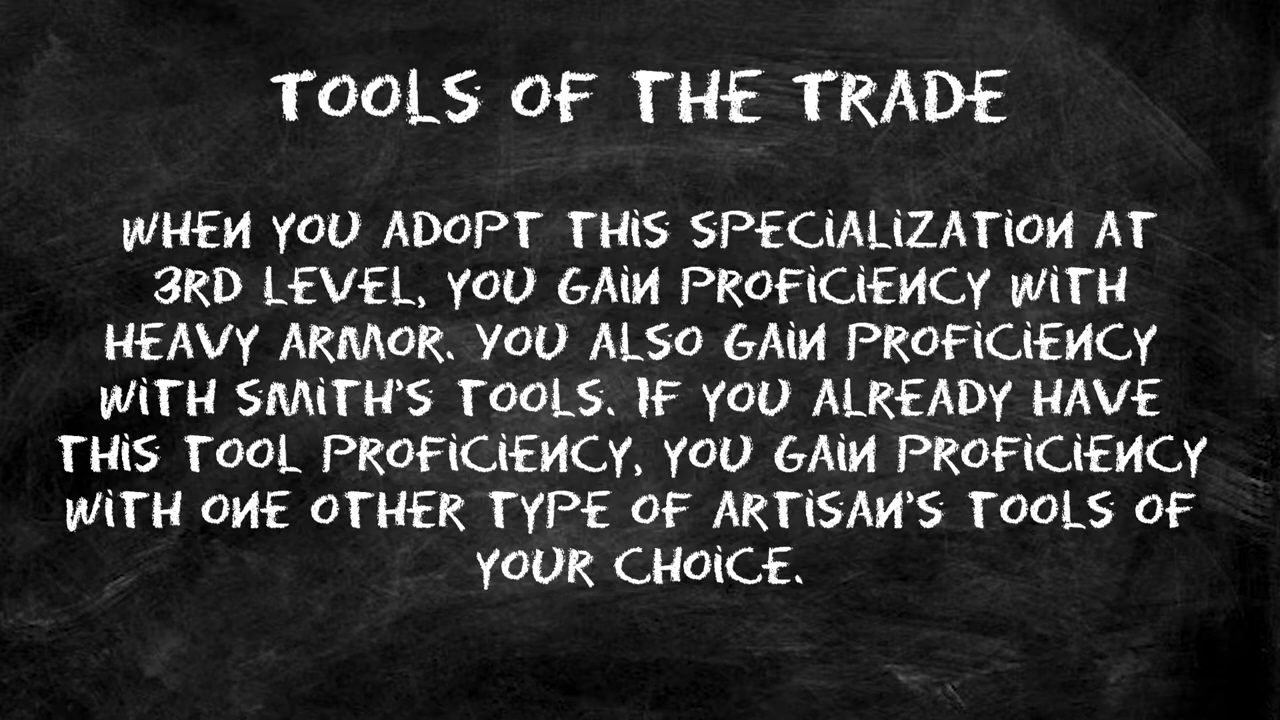 TOOLS OF THE TRADE
WHEN YOU ADOPT THiS SPECiALiZATiON AT
3RD LEVEL, YOU GAiN PROFiCiENCY WiTH
HEAVY ARMOR. YOU ALSO GAiN PROFiCiENCY
WiTH SMiTH'S TOOLS. IF YOU ALREADY HAVE
THiS TOOL PROFiCiENCY, YOU GAiN PROFiCiENCY
WiTH ONE OTHER TYPE OF ARTiSAN'S TOOLS OF
YOUR CHOiCE.